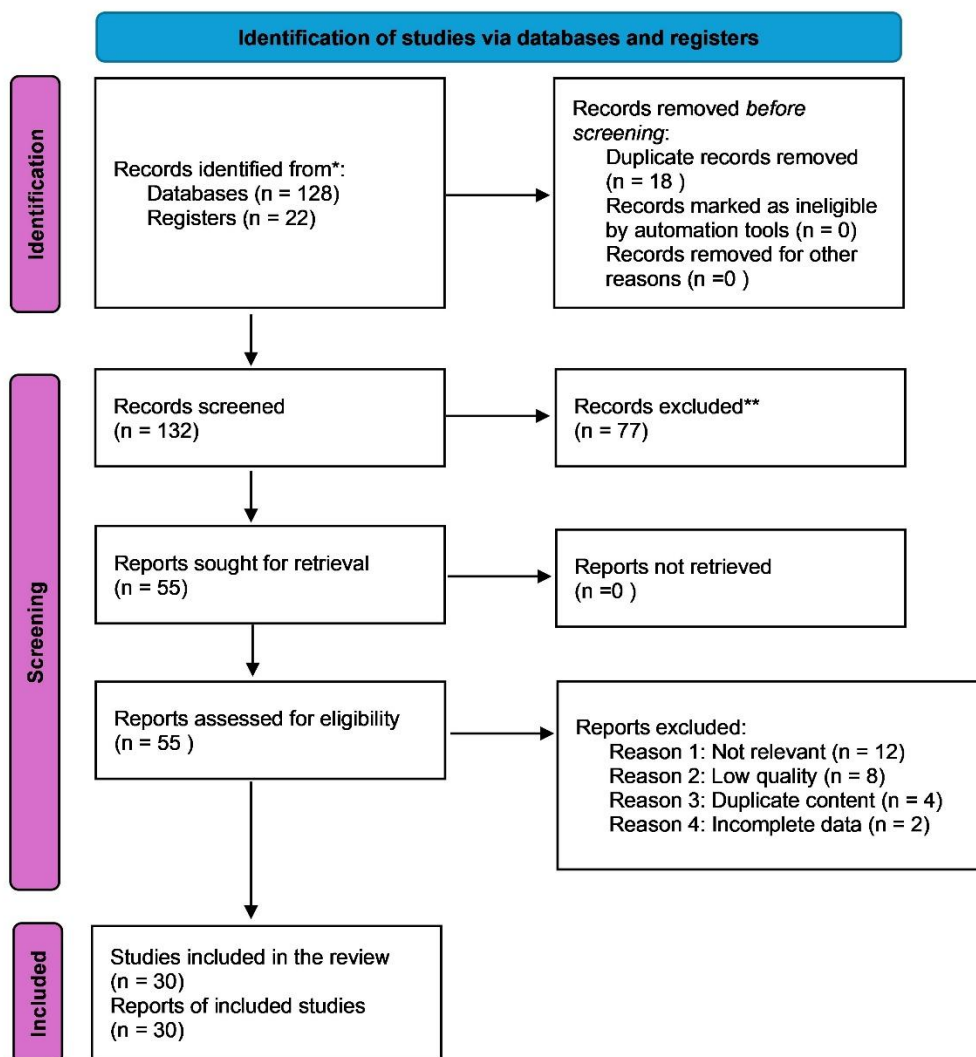 Identification of studies via databases and registers
Identification
Records identified from*:
Databases (n = 128)
Registers (n = 22)
Records removed before
screening:
Duplicate records removed
(n = 18 )
Records marked as ineligible
by automation tools (n = 0)
Records removed for other
reasons (n =0 )
Screening
Records screened
(n = 132)
Records excluded**
(n = 77)
Reports sought for retrieval
(n = 55)
Reports not retrieved
(n =0 )
Reports assessed for eligibility
(n = 55 )
Reports excluded:
Reason 1: Not relevant (n = 12)
Reason 2: Low quality (n = 8)
Reason 3: Duplicate content (n = 4)
Reason 4: Incomplete data (n = 2)
Included
Studies included in the review
(n = 30)
Reports of included studies
(n = 30)